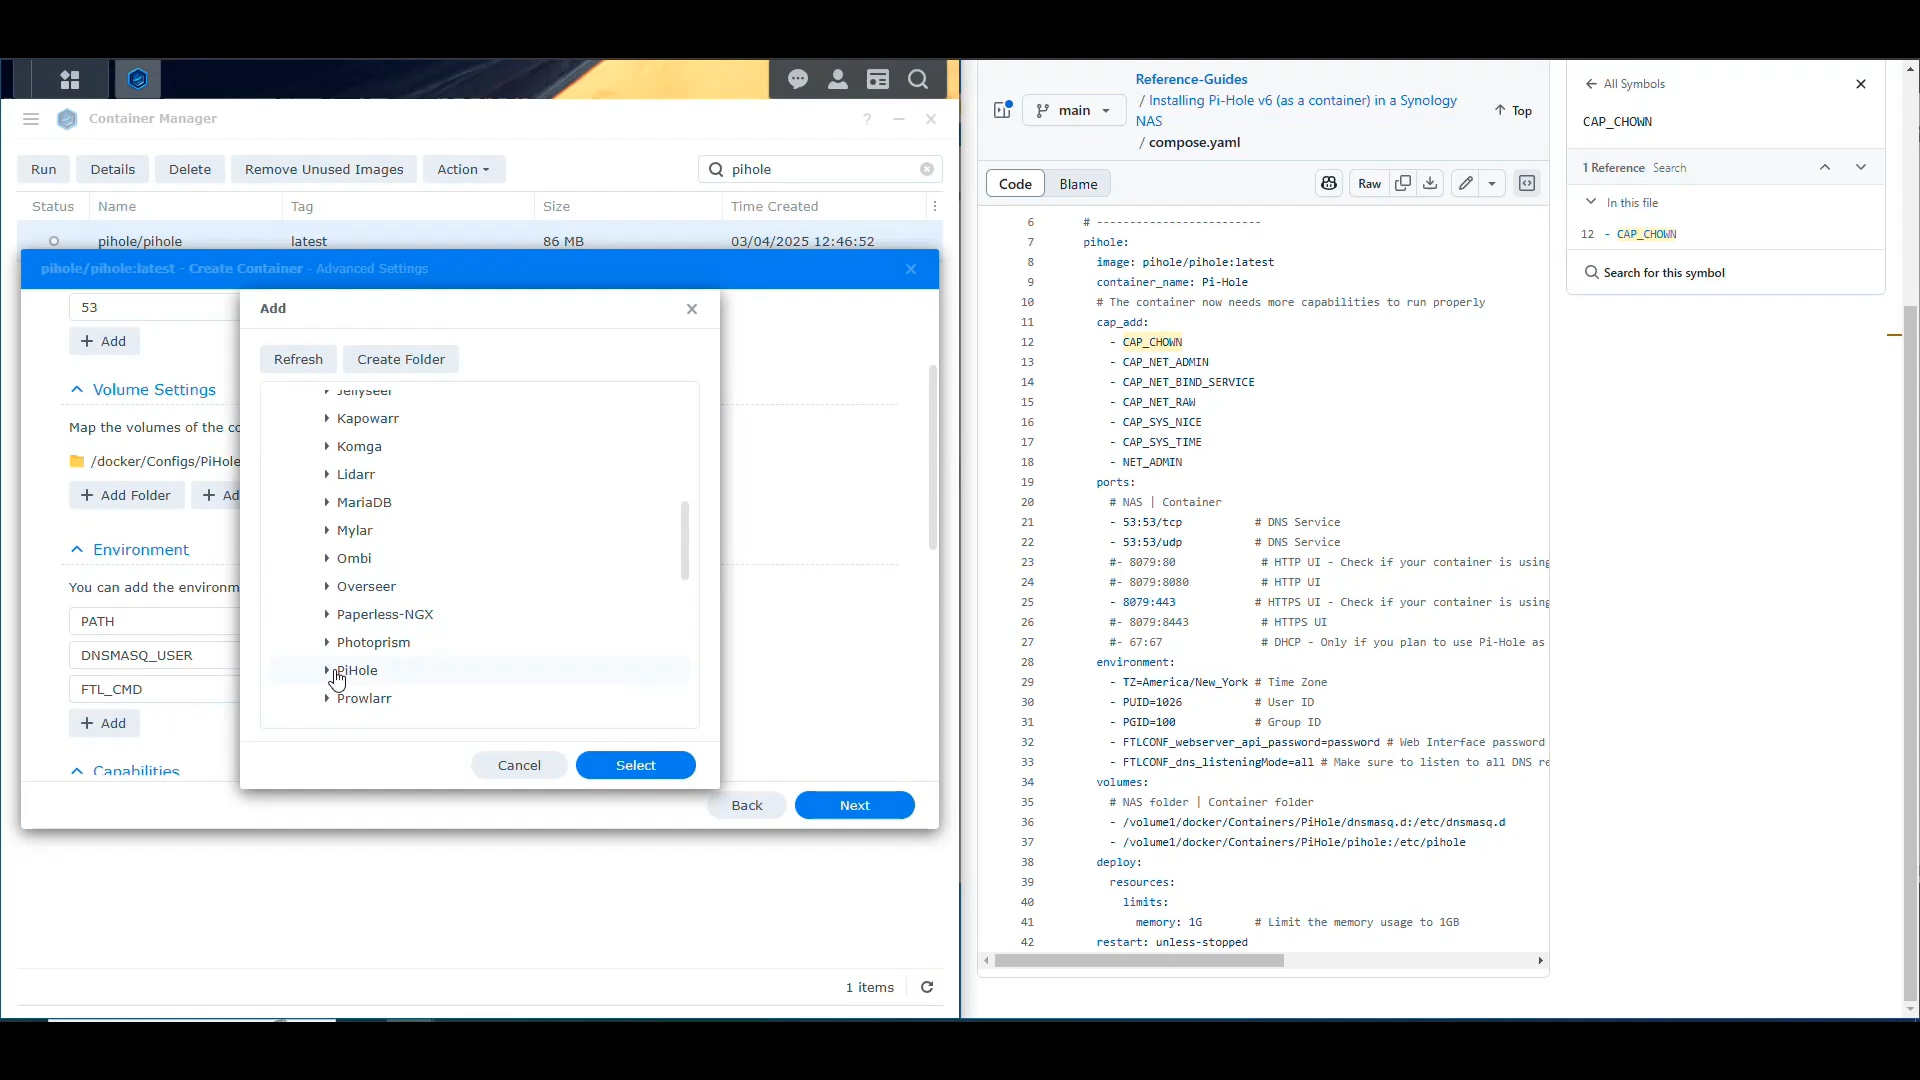 Container Manager
?
Run
Details
Delete
Remove Unused Images
Action
pihole
Status
Name
Tag
Size
Time Created
pihole/pihole
latest
86 MB
03/04/2025 12:46:52
pihole/pihole:latest - Create Container - Advanced Settings
53
+ Add
Volume Settings
Map the volumes of the co
/docker/Configs/PiHole
+ Add Folder
+ Ad
Environment
You can add the environm
PATH
DNSMASQ_USER
FTL_CMD
+ Add
Capabilities
Add
Refresh
Create Folder
Jellyseer
Kapowarr
Komga
Lidarr
MariaDB
Mylar
Ombi
Overseer
Paperless-NGX
Photoprism
PiHole
Prowlarr
Cancel
Select
Back
Next
1 items
main
Reference-Guides
/ Installing Pi-Hole v6 (as a container) in a Synology
NAS
/ compose.yaml
Top
Code
Blame
Raw
6 # -------------------------
7 pihole:
8 image: pihole/pihole:latest
9 container_name: Pi-Hole
10 # The container now needs more capabilities to run properly
11 cap_add:
12 - CAP_CHOWN
13 - CAP_NET_ADMIN
14 - CAP_NET_BIND_SERVICE
15 - CAP_NET_RAW
16 - CAP_SYS_NICE
17 - CAP_SYS_TIME
18 - NET_ADMIN
19 ports:
20 # NAS | Container
21 - 53:53/tcp # DNS Service
22 - 53:53/udp # DNS Service
23 #- 8079:80 # HTTP UI - Check if your container is using
24 #- 8079:8080 # HTTP UI
25 - 8079:443 # HTTPS UI - Check if your container is using
26 #- 8079:8443 # HTTPS UI
27 #- 67:67 # DHCP - Only if you plan to use Pi-Hole as
28 environment:
29 - TZ=America/New_York # Time Zone
30 - PUID=1026 # User ID
31 - PGID=100 # Group ID
32 - FTLCONF_webserver_api_password=password # Web Interface password
33 - FTLCONF_dns_listeningMode=all # Make sure to listen to all DNS re
34 volumes:
35 # NAS folder | Container folder
36 - /volume1/docker/Containers/PiHole/dnsmasq.d:/etc/dnsmasq.d
37 - /volume1/docker/Containers/PiHole/pihole:/etc/pihole
38 deploy:
39 resources:
40 limits:
41 memory: 1G # Limit the memory usage to 1GB
42 restart: unless-stopped
All Symbols
CAP_CHOWN
1 Reference Search
In this file
12 - CAP_CHOWN
Search for this symbol